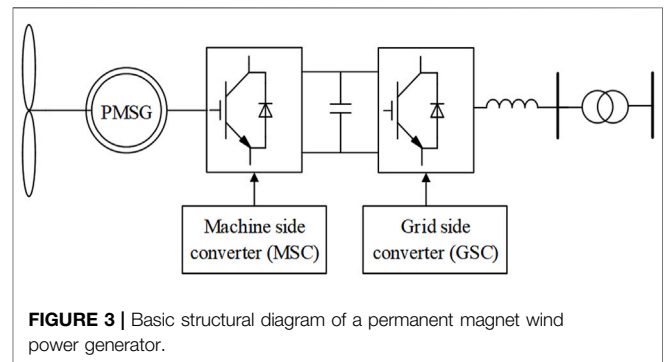 PMSG
Machine side
converter (MSC)
Grid side
converter (GSC)
FIGURE 3 | Basic structural diagram of a permanent magnet wind
power generator.